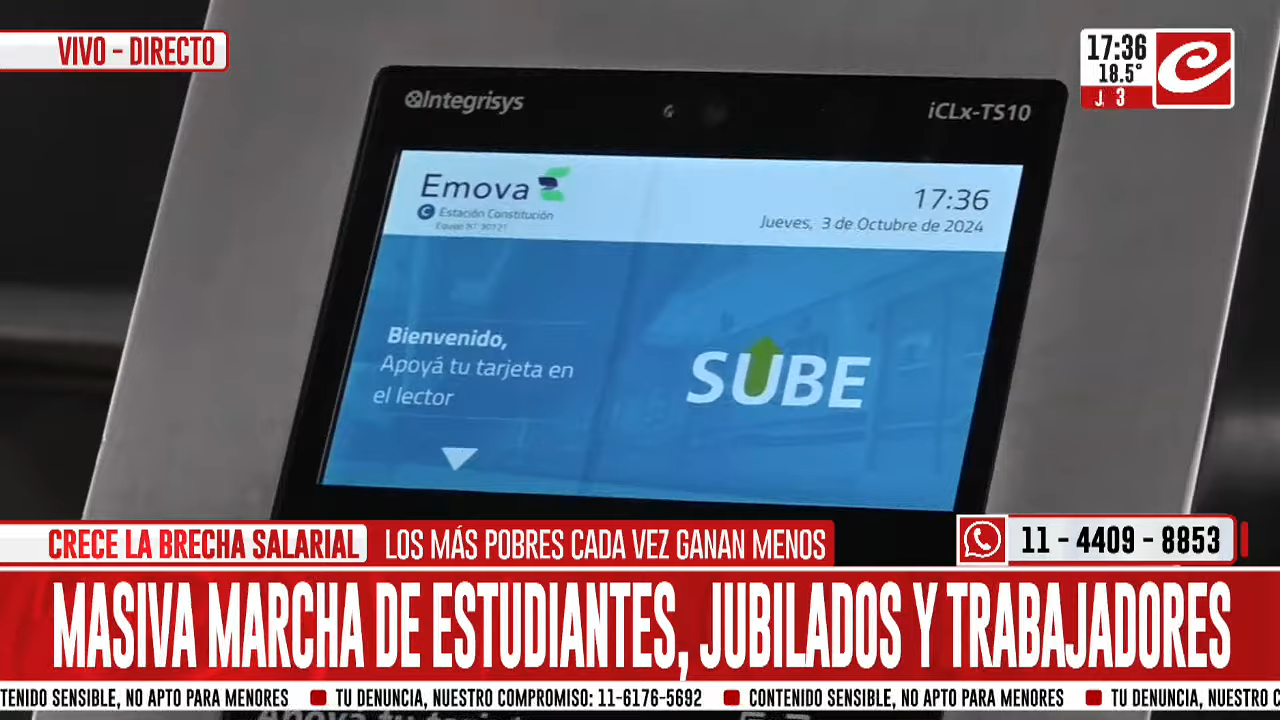 VIVO - DIRECTO
17:36
18.5°
J 3
Integrisys
iCLx-TS10
Emova
C Estación Constitución
17:36
Jueves, 3 de Octubre de 2024
Bienvenido,
Apoyá tu tarjeta en
el lector
SUBE
CRECE LA BRECHA SALARIAL
LOS MÁS POBRES CADA VEZ GANAN MENOS
11 - 4409 - 8853
MASIVA MARCHA DE ESTUDIANTES, JUBILADOS Y TRABAJADORES
TENIDO SENSIBLE, NO APTO PARA MENORES TU DENUNCIA, NUESTRO COMPROMISO: 11-6176-5692 CONTENIDO SENSIBLE, NO APTO PARA MENORES TU DENUNCIA, NUESTRO C